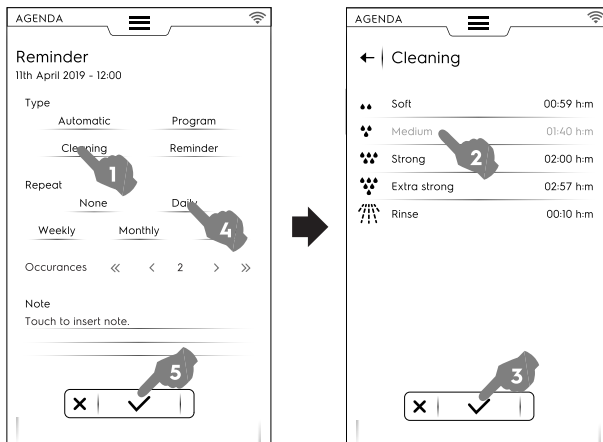 AGENDA
Reminder
11th April 2019 - 12:00
Type
Automatic Program
Cleaning Reminder
1
Repeat
None Daily
4
Weekly Monthly
Occurances << < 2 > >>
Note
Touch to insert note.
5
AGENDA
Cleaning
Soft 00:59 h:m
Medium 01:40 h:m
2
Strong 02:00 h:m
Extra strong 02:57 h:m
Rinse 00:10 h:m
3